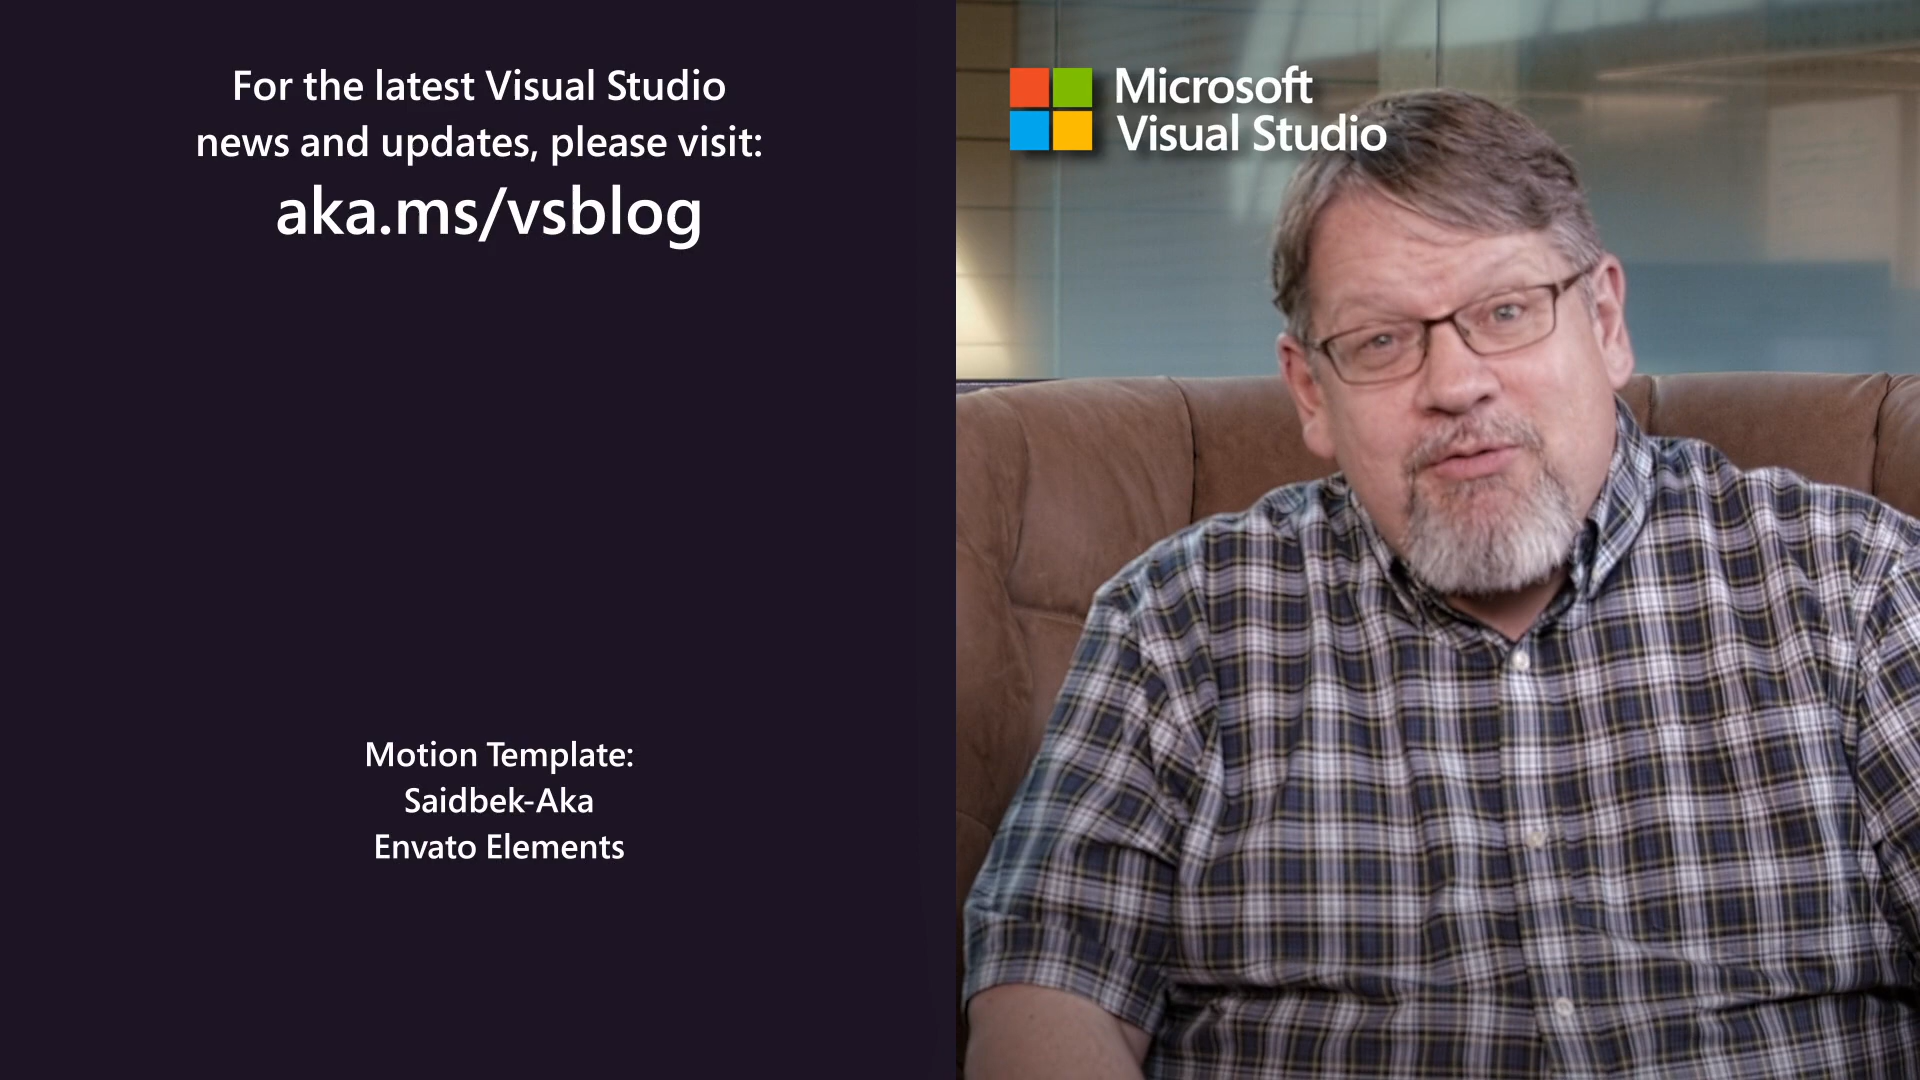 For the latest Visual Studio
news and updates, please visit:
aka.ms/vsblog
Microsoft
Visual Studio
Motion Template:
Saidbek-Aka
Envato Elements